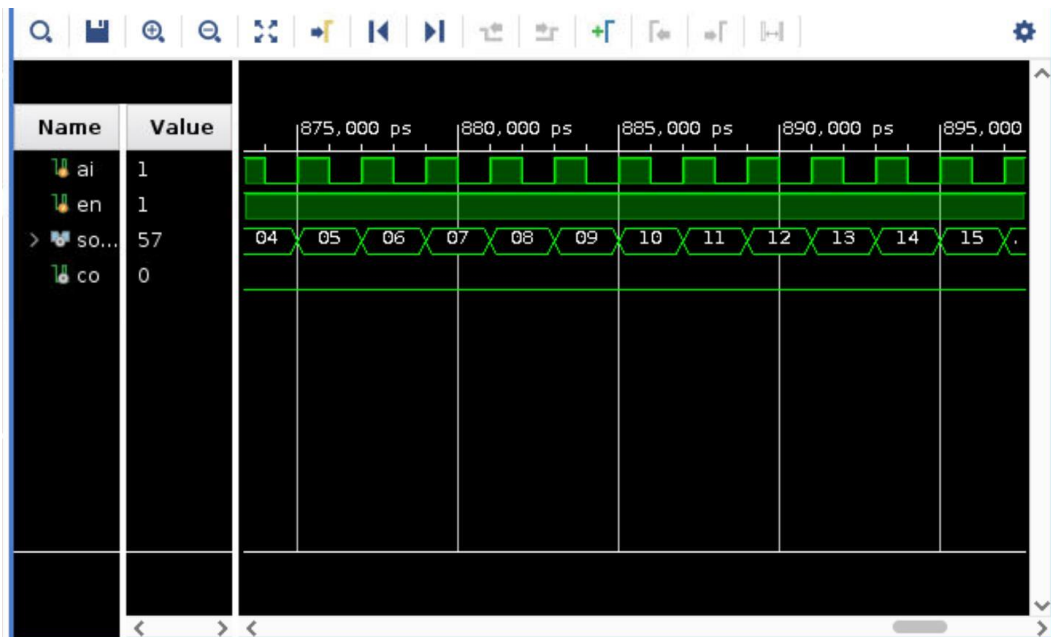 Name Value
875,000 ps 880,000 ps 885,000 ps 890,000 ps 895,000
ai 1
en 1
so... 57 04 05 06 07 08 09 10 11 12 13 14 15 .
co 0